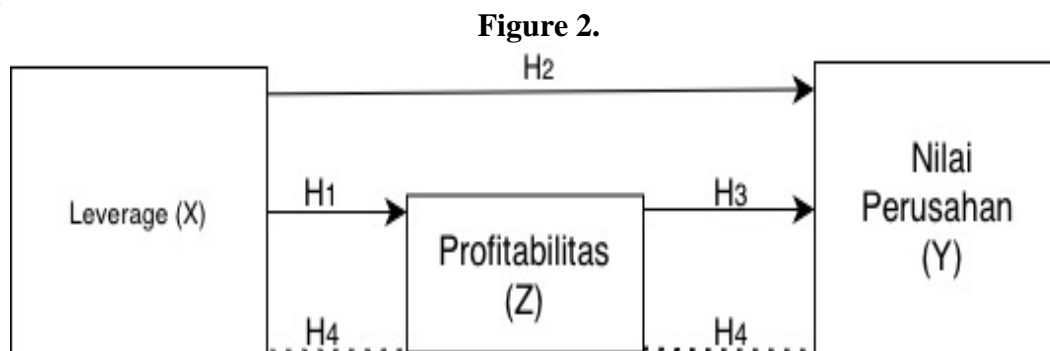 Figure 2.
H2
Leverage (X)
H1
Profitabilitas
(Z)
H3
Nilai
Perusahan
(Y)
H4
H4